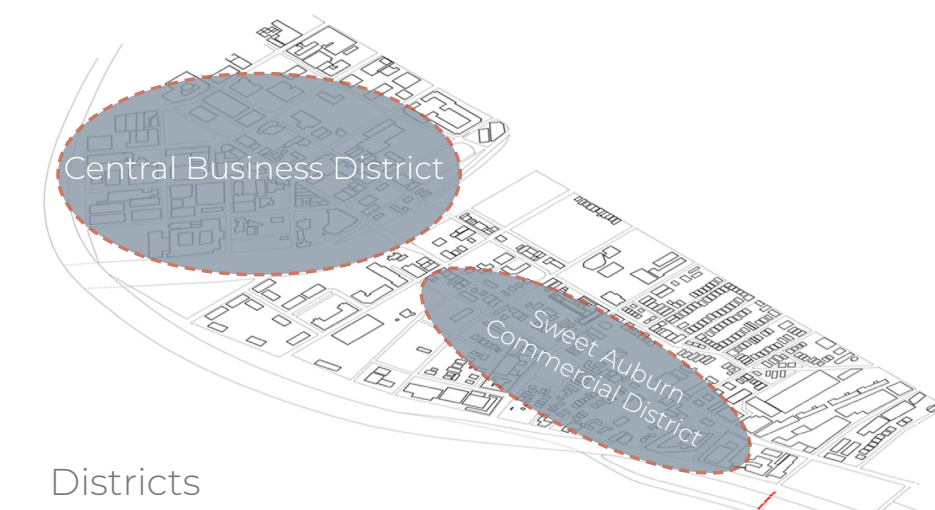 Central Business District
Sweet Auburn
Commercial District
Districts